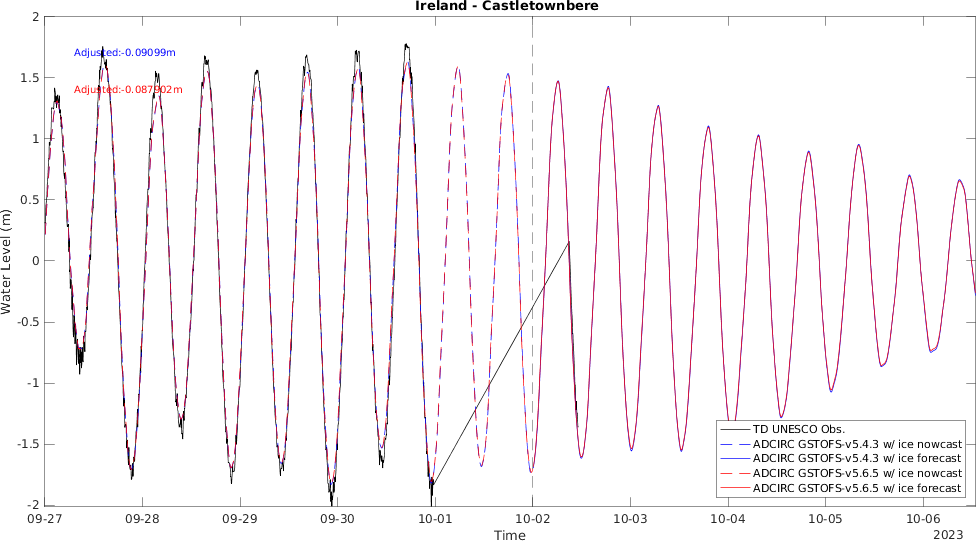 Ireland - Castletownbere
Adjusted:-0.09099m
Adjusted:-0.087902m
Water Level (m)
2
1.5
1
0.5
0
-0.5
-1
-1.5
-2
09-27
09-28
09-29
09-30
10-01
10-02
10-03
10-04
10-05
10-06
Time
2023
TD UNESCO Obs.
ADCIRC GSTOFS-v5.4.3 w/ ice nowcast
ADCIRC GSTOFS-v5.4.3 w/ ice forecast
ADCIRC GSTOFS-v5.6.5 w/ ice nowcast
ADCIRC GSTOFS-v5.6.5 w/ ice forecast